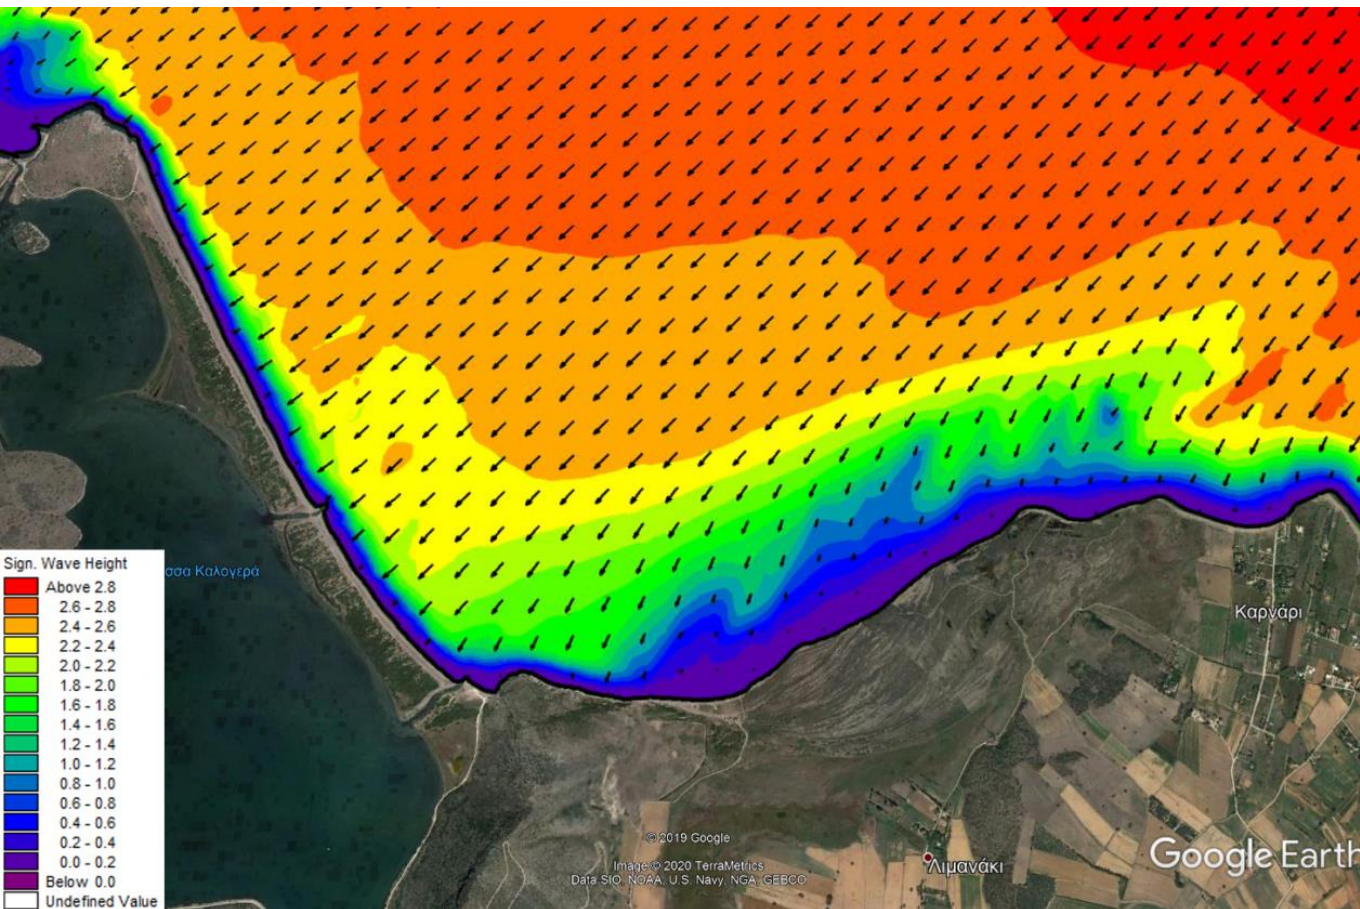 Sign. Wave Height
Above 2.8
2.6 - 2.8
2.4 - 2.6
2.2 - 2.4
2.0 - 2.2
1.8 - 2.0
1.6 - 1.8
1.4 - 1.6
1.2 - 1.4
1.0 - 1.2
0.8 - 1.0
0.6 - 0.8
0.4 - 0.6
0.2 - 0.4
0.0 - 0.2
Below 0.0
Undefined Value
σσα Καλογερά
Καρνάρι
Λιμανάκι
© 2019 Google
Image © 2020 TerraMetrics
Data SIO, NOAA, U.S. Navy, NGA, GEBCO
Google Earth